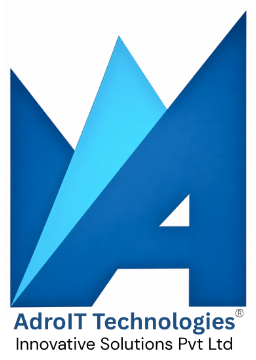 AdroIT Technologies®
Innovative Solutions Pvt Ltd